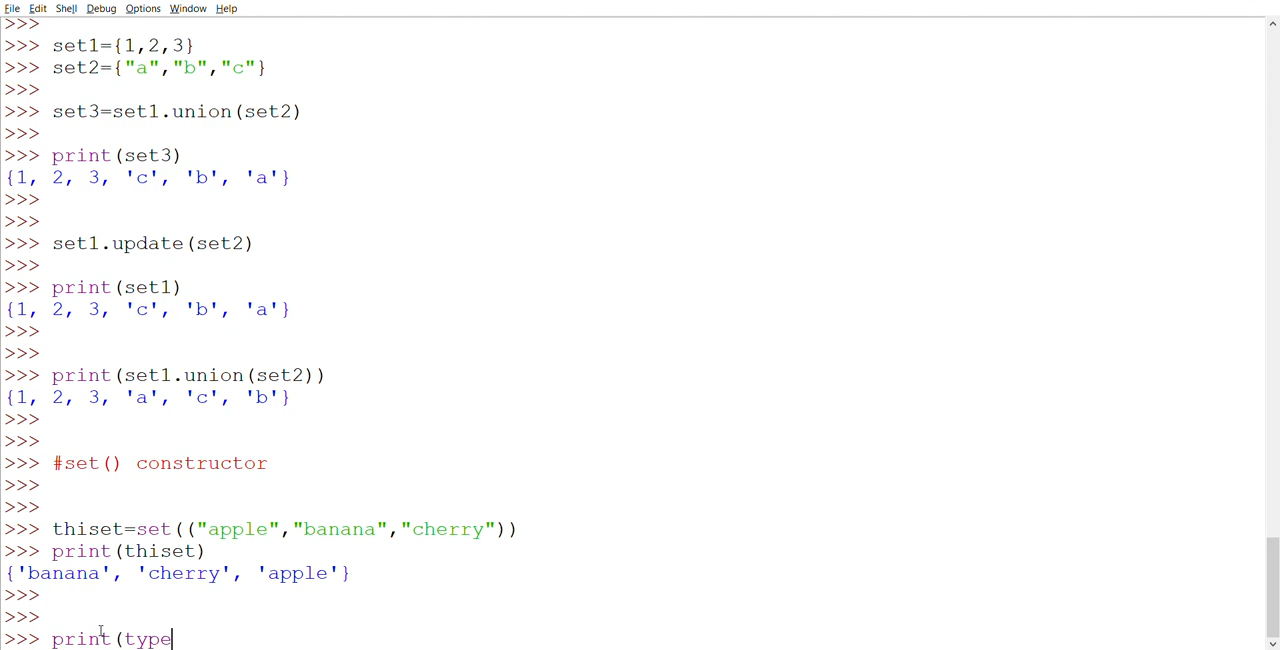 File Edit Shell Debug Options Window Help
>>>
>>> set1={1,2,3}
>>> set2={"a","b","c"}
>>>
>>> set3=set1.union(set2)
>>>
>>> print(set3)
{1, 2, 3, 'c', 'b', 'a'}
>>>
>>>
>>> set1.update(set2)
>>>
>>> print(set1)
{1, 2, 3, 'c', 'b', 'a'}
>>>
>>>
>>> print(set1.union(set2))
{1, 2, 3, 'a', 'c', 'b'}
>>>
>>>
>>> #set() constructor
>>>
>>>
>>> thiset=set(("apple","banana","cherry"))
>>> print(thiset)
{'banana', 'cherry', 'apple'}
>>>
>>>
>>> print(type